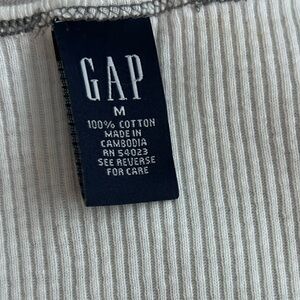 GAP
M
100% COTTON
MADE IN
CAMBODIA
RN 54023
SEE REVERSE
FOR CARE